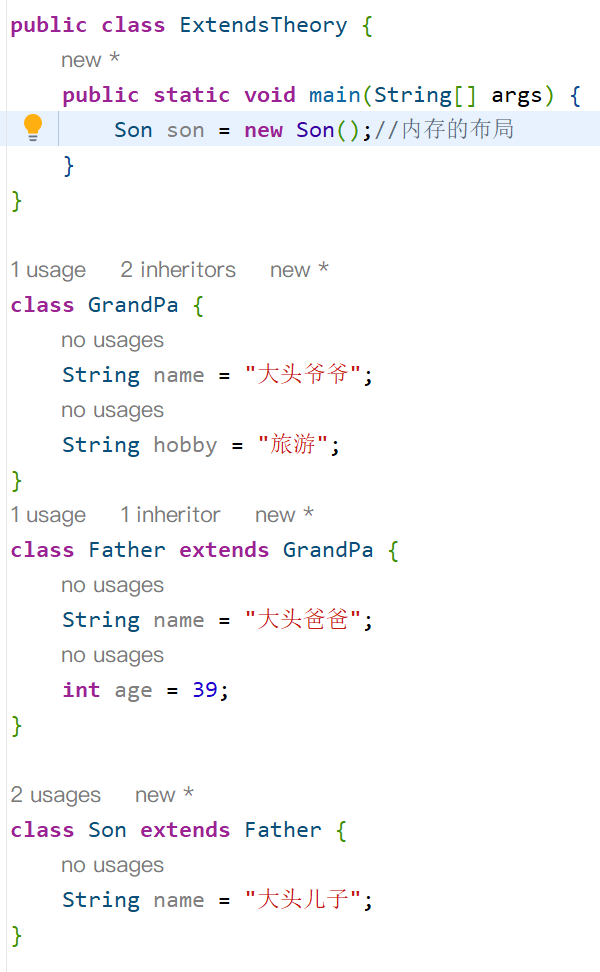 public class ExtendsTheory {
new *
public static void main(String[] args) {
Son son = new Son();//内存的布局
}
}
1 usage 2 inheritors new *
class GrandPa {
no usages
String name = "大头爷爷";
no usages
String hobby = "旅游";
}
1 usage 1 inheritor new *
class Father extends GrandPa {
no usages
String name = "大头爸爸";
no usages
int age = 39;
}
2 usages new *
class Son extends Father {
no usages
String name = "大头儿子";
}